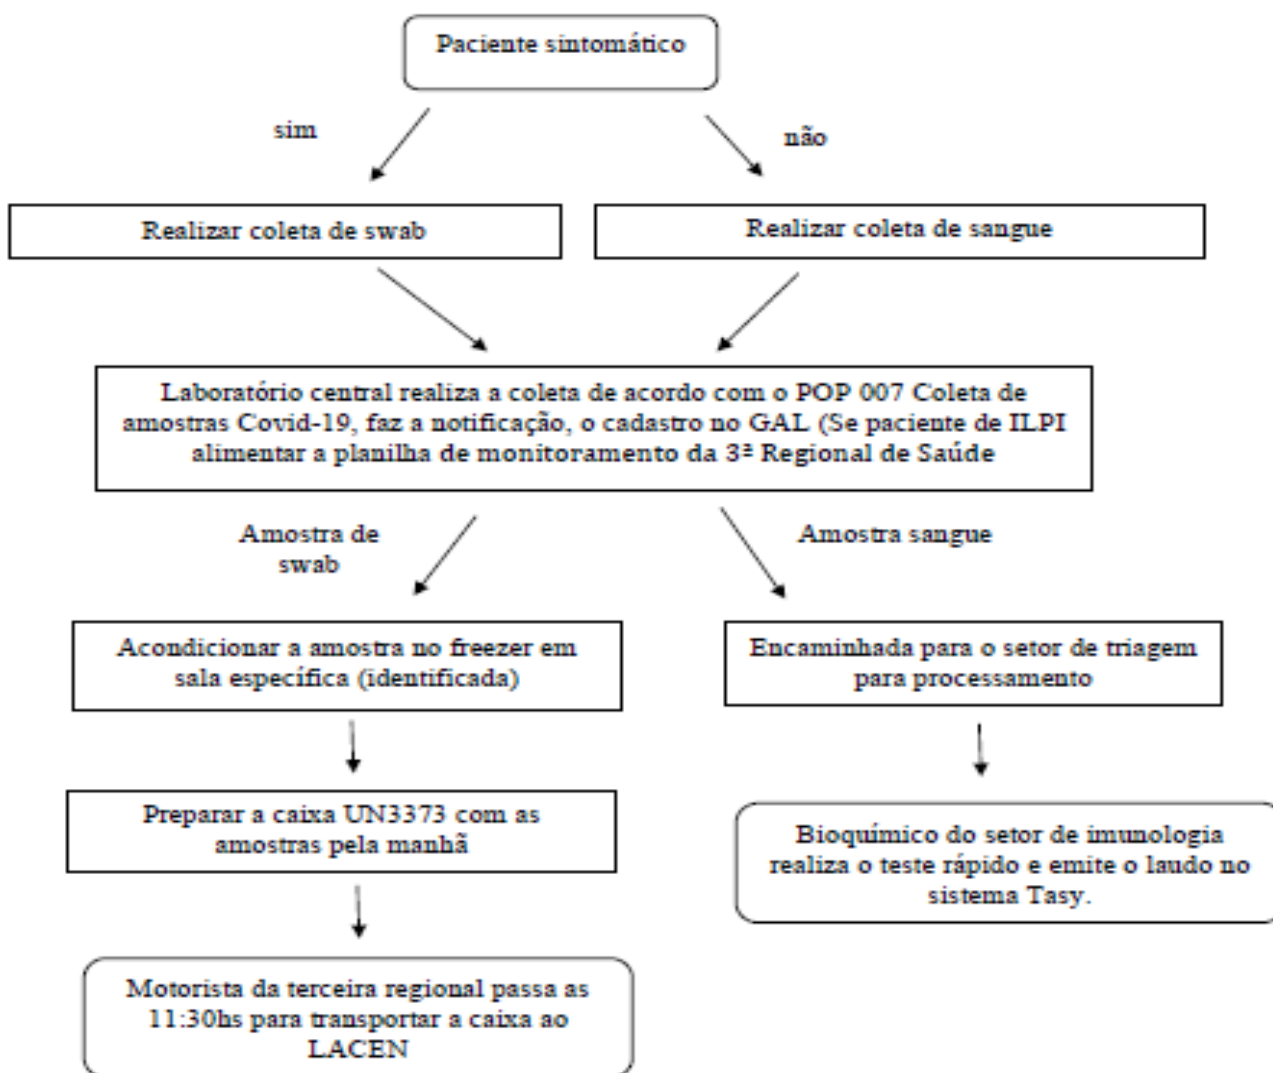 Paciente sintomático
sim
não
Realizar coleta de swab
Realizar coleta de sangue
Laboratório central realiza a coleta de acordo com o POP 007 Coleta de
amostras Covid-19, faz a notificação, o cadastro no GAL (Se paciente de ILPI
alimentar a planilha de monitoramento da 3ª Regional de Saúde
Amostra de
swab
Amostra sangue
Acondicionar a amostra no freezer em
sala específica (identificada)
Encaminhada para o setor de triagem
para processamento
Preparar a caixa UN3373 com as
amostras pela manhã
Bioquímico do setor de imunologia
realiza o teste rápido e emite o laudo no
sistema Tasy.
Motorista da terceira regional passa as
11:30hs para transportar a caixa ao
LACEN